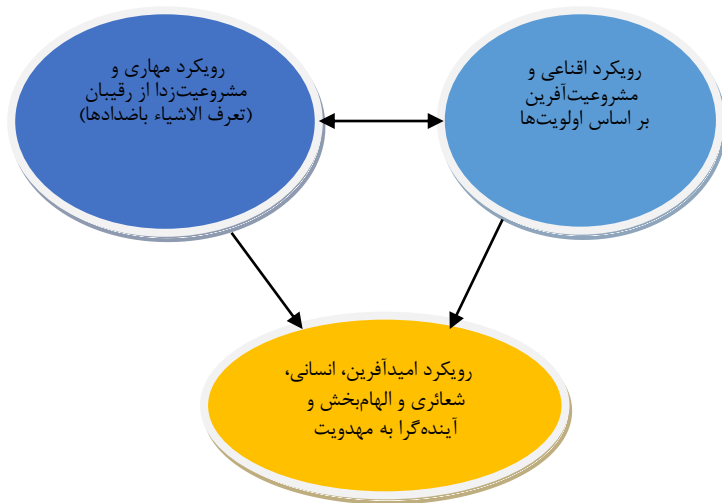 رویکرد اقناعی و
مشروعیت‌آفرین
بر اساس اولویت‌ها
رویکرد مهاری و
مشروعیت‌زدا از رقیبان
(تعرف الاشیاء باضدادها)
رویکرد امیدآفرین، انسانی،
شعائری و الهام‌بخش و
آینده‌گرا به مهدویت